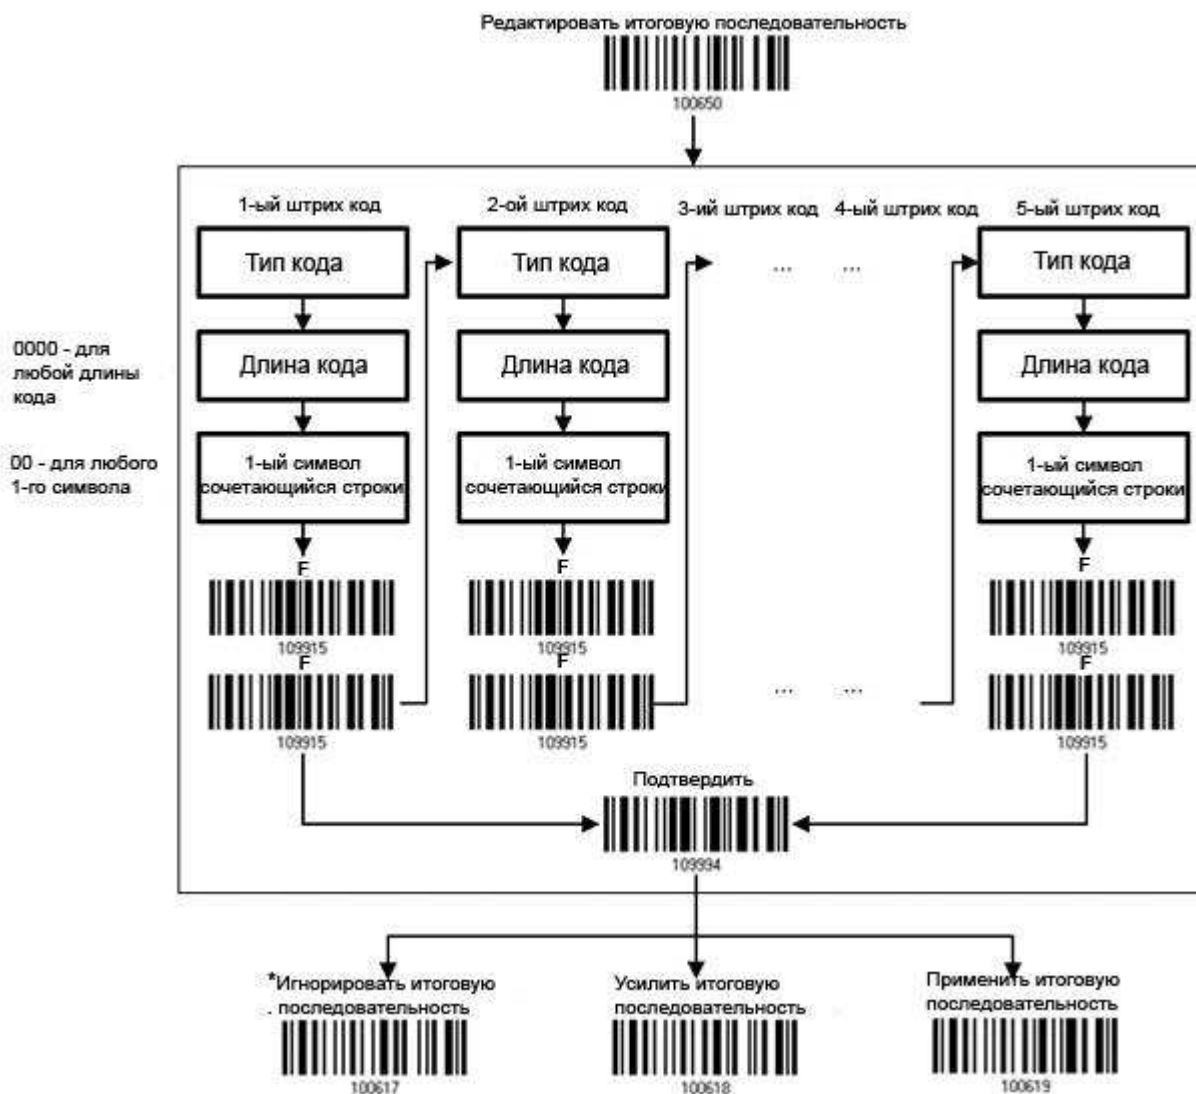 Редактировать итоговую последовательность
100650
1-ый штрих код
2-ой штрих код
3-ий штрих код
4-ый штрих код
5-ый штрих код
Тип кода
Тип кода
... ...
Тип кода
0000 - для
любой длины
кода
Длина кода
Длина кода
Длина кода
00 - для любого
1-го символа
1-ый символ
сочетающийся строки
1-ый символ
сочетающийся строки
1-ый символ
сочетающийся строки
F
F
F
109915
109915
109915
F
F
F
... ...
109915
109915
109915
Подтвердить
109994
*Игнорировать итоговую
. последовательность
100617
Усилить итоговую
последовательность
100618
Применить итоговую
последовательность
100619